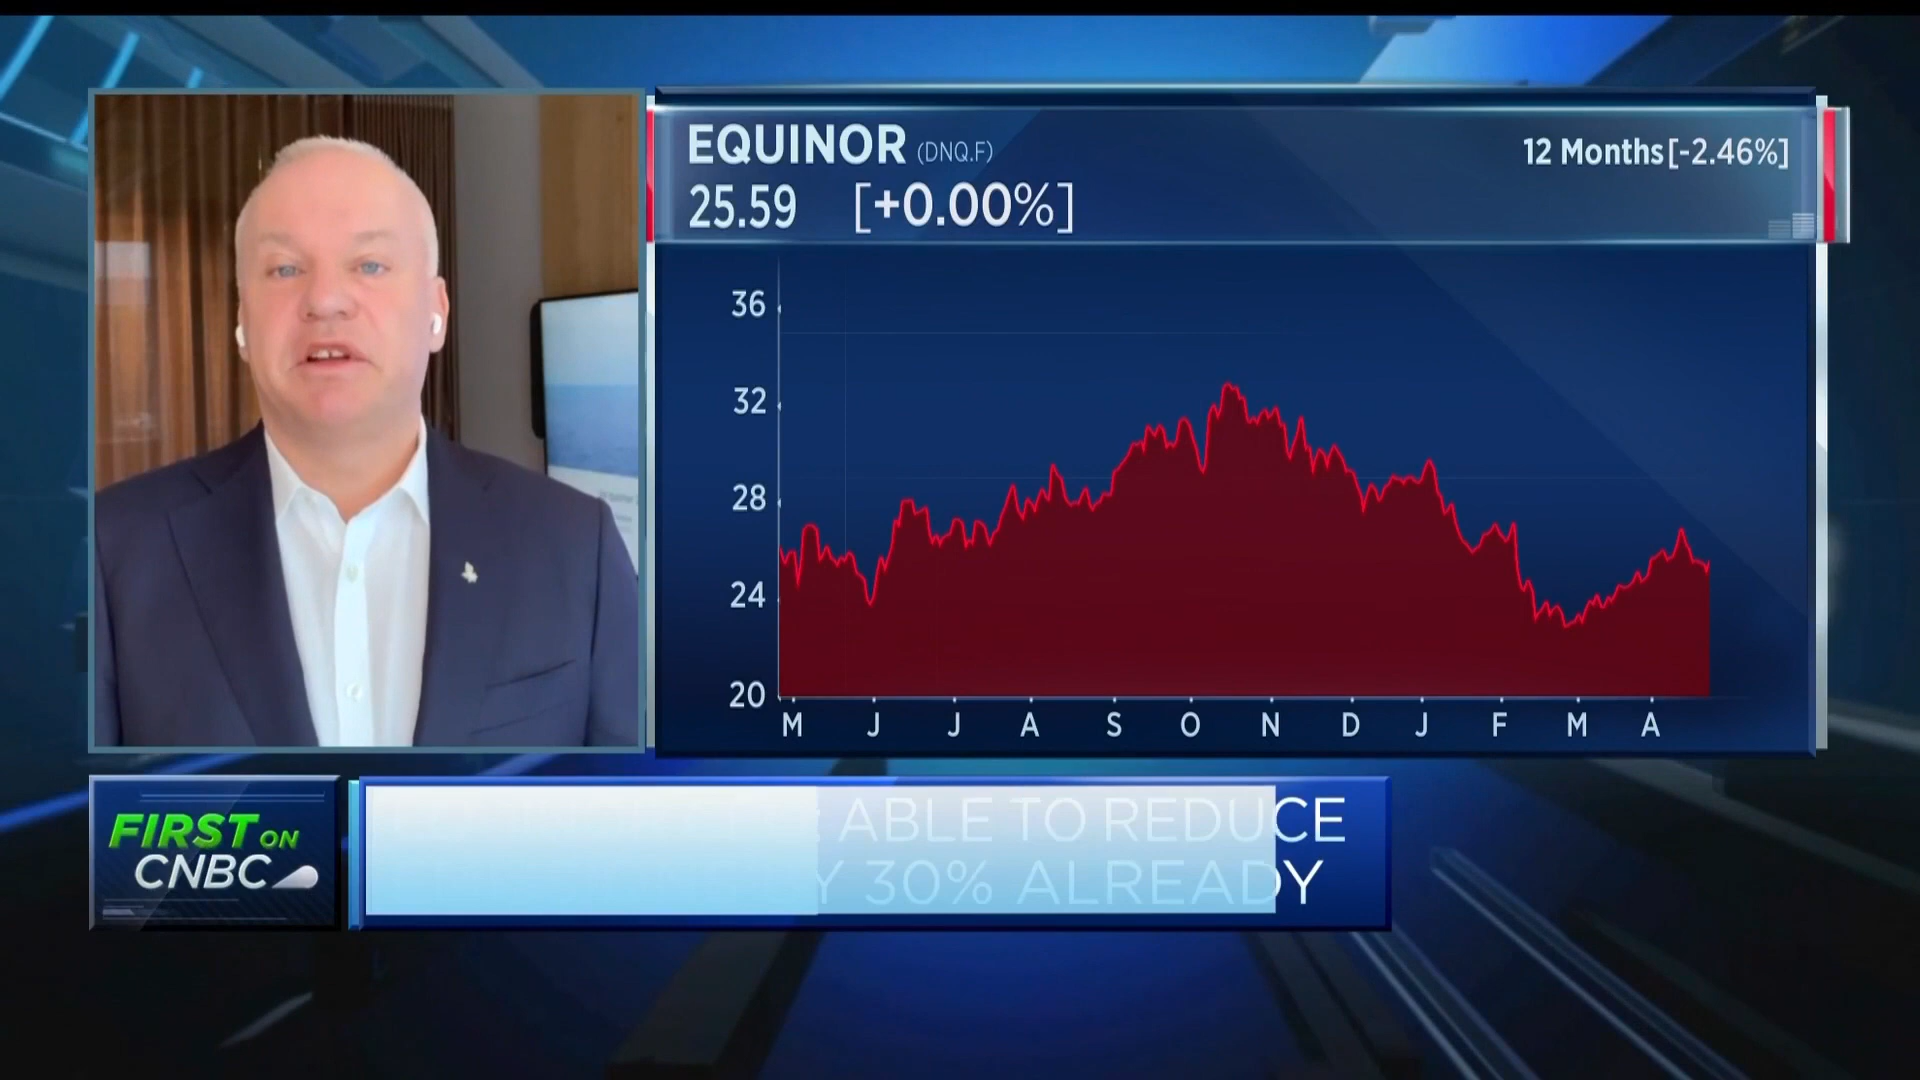 EQUINOR (DNQ.F)
12 Months [-2.46%]
25.59 [+0.00%]
36
32
28
24
20
M J J A S O N D J F M A
FIRST ON
CNBC
ABLE TO REDUCE
30% ALREADY